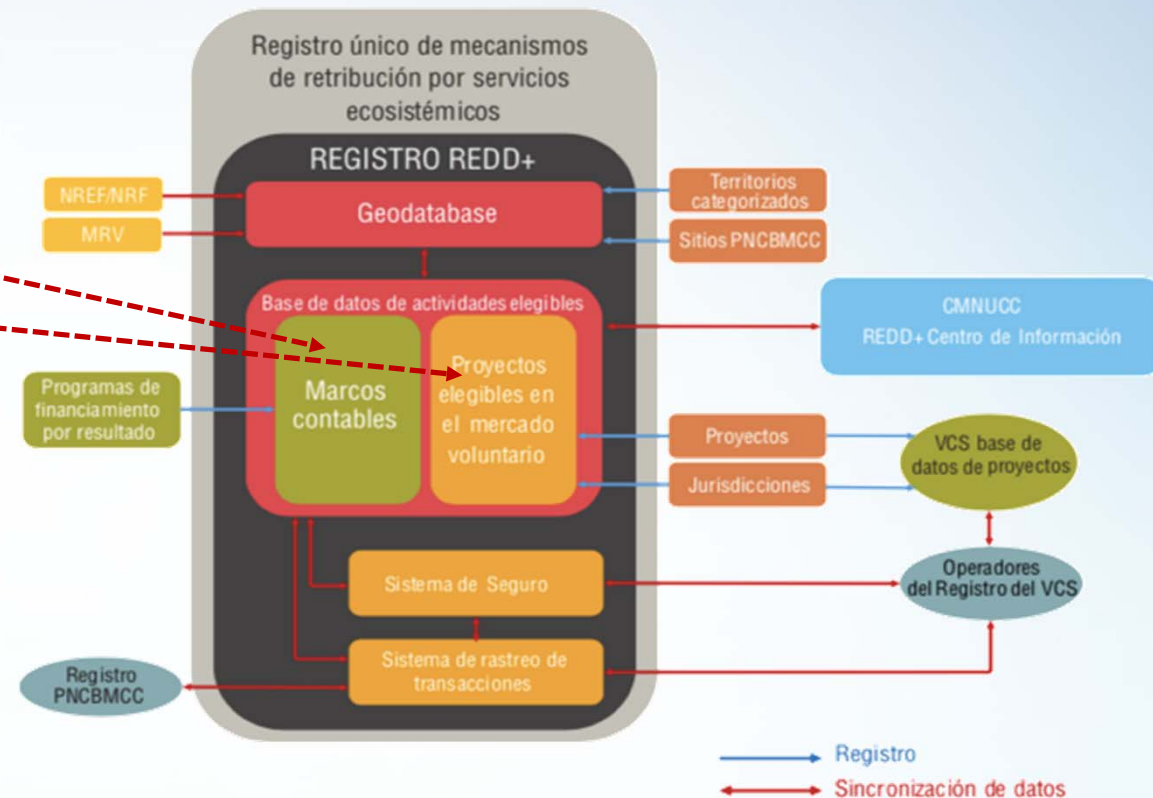 Registro único de mecanismos
de retribución por servicios
ecosistémicos
REGISTRO REDD+
NREF/NRF
MRV
Geodatabase
Territorios
categorizados
Sitios PNCBMCC
Base de datos de actividades elegibles
Marcos
contables
Proyectos
elegibles en
el mercado
voluntario
CMNUCC
REDD+ Centro de Información
Programas de
financiamiento
por resultado
Proyectos
Jurisdicciones
VCS base de
datos de proyectos
Sistema de Seguro
Operadores
del Registro del VCS
Sistema de rastreo de
transacciones
Registro
PNCBMCC
Registro
Sincronización de datos